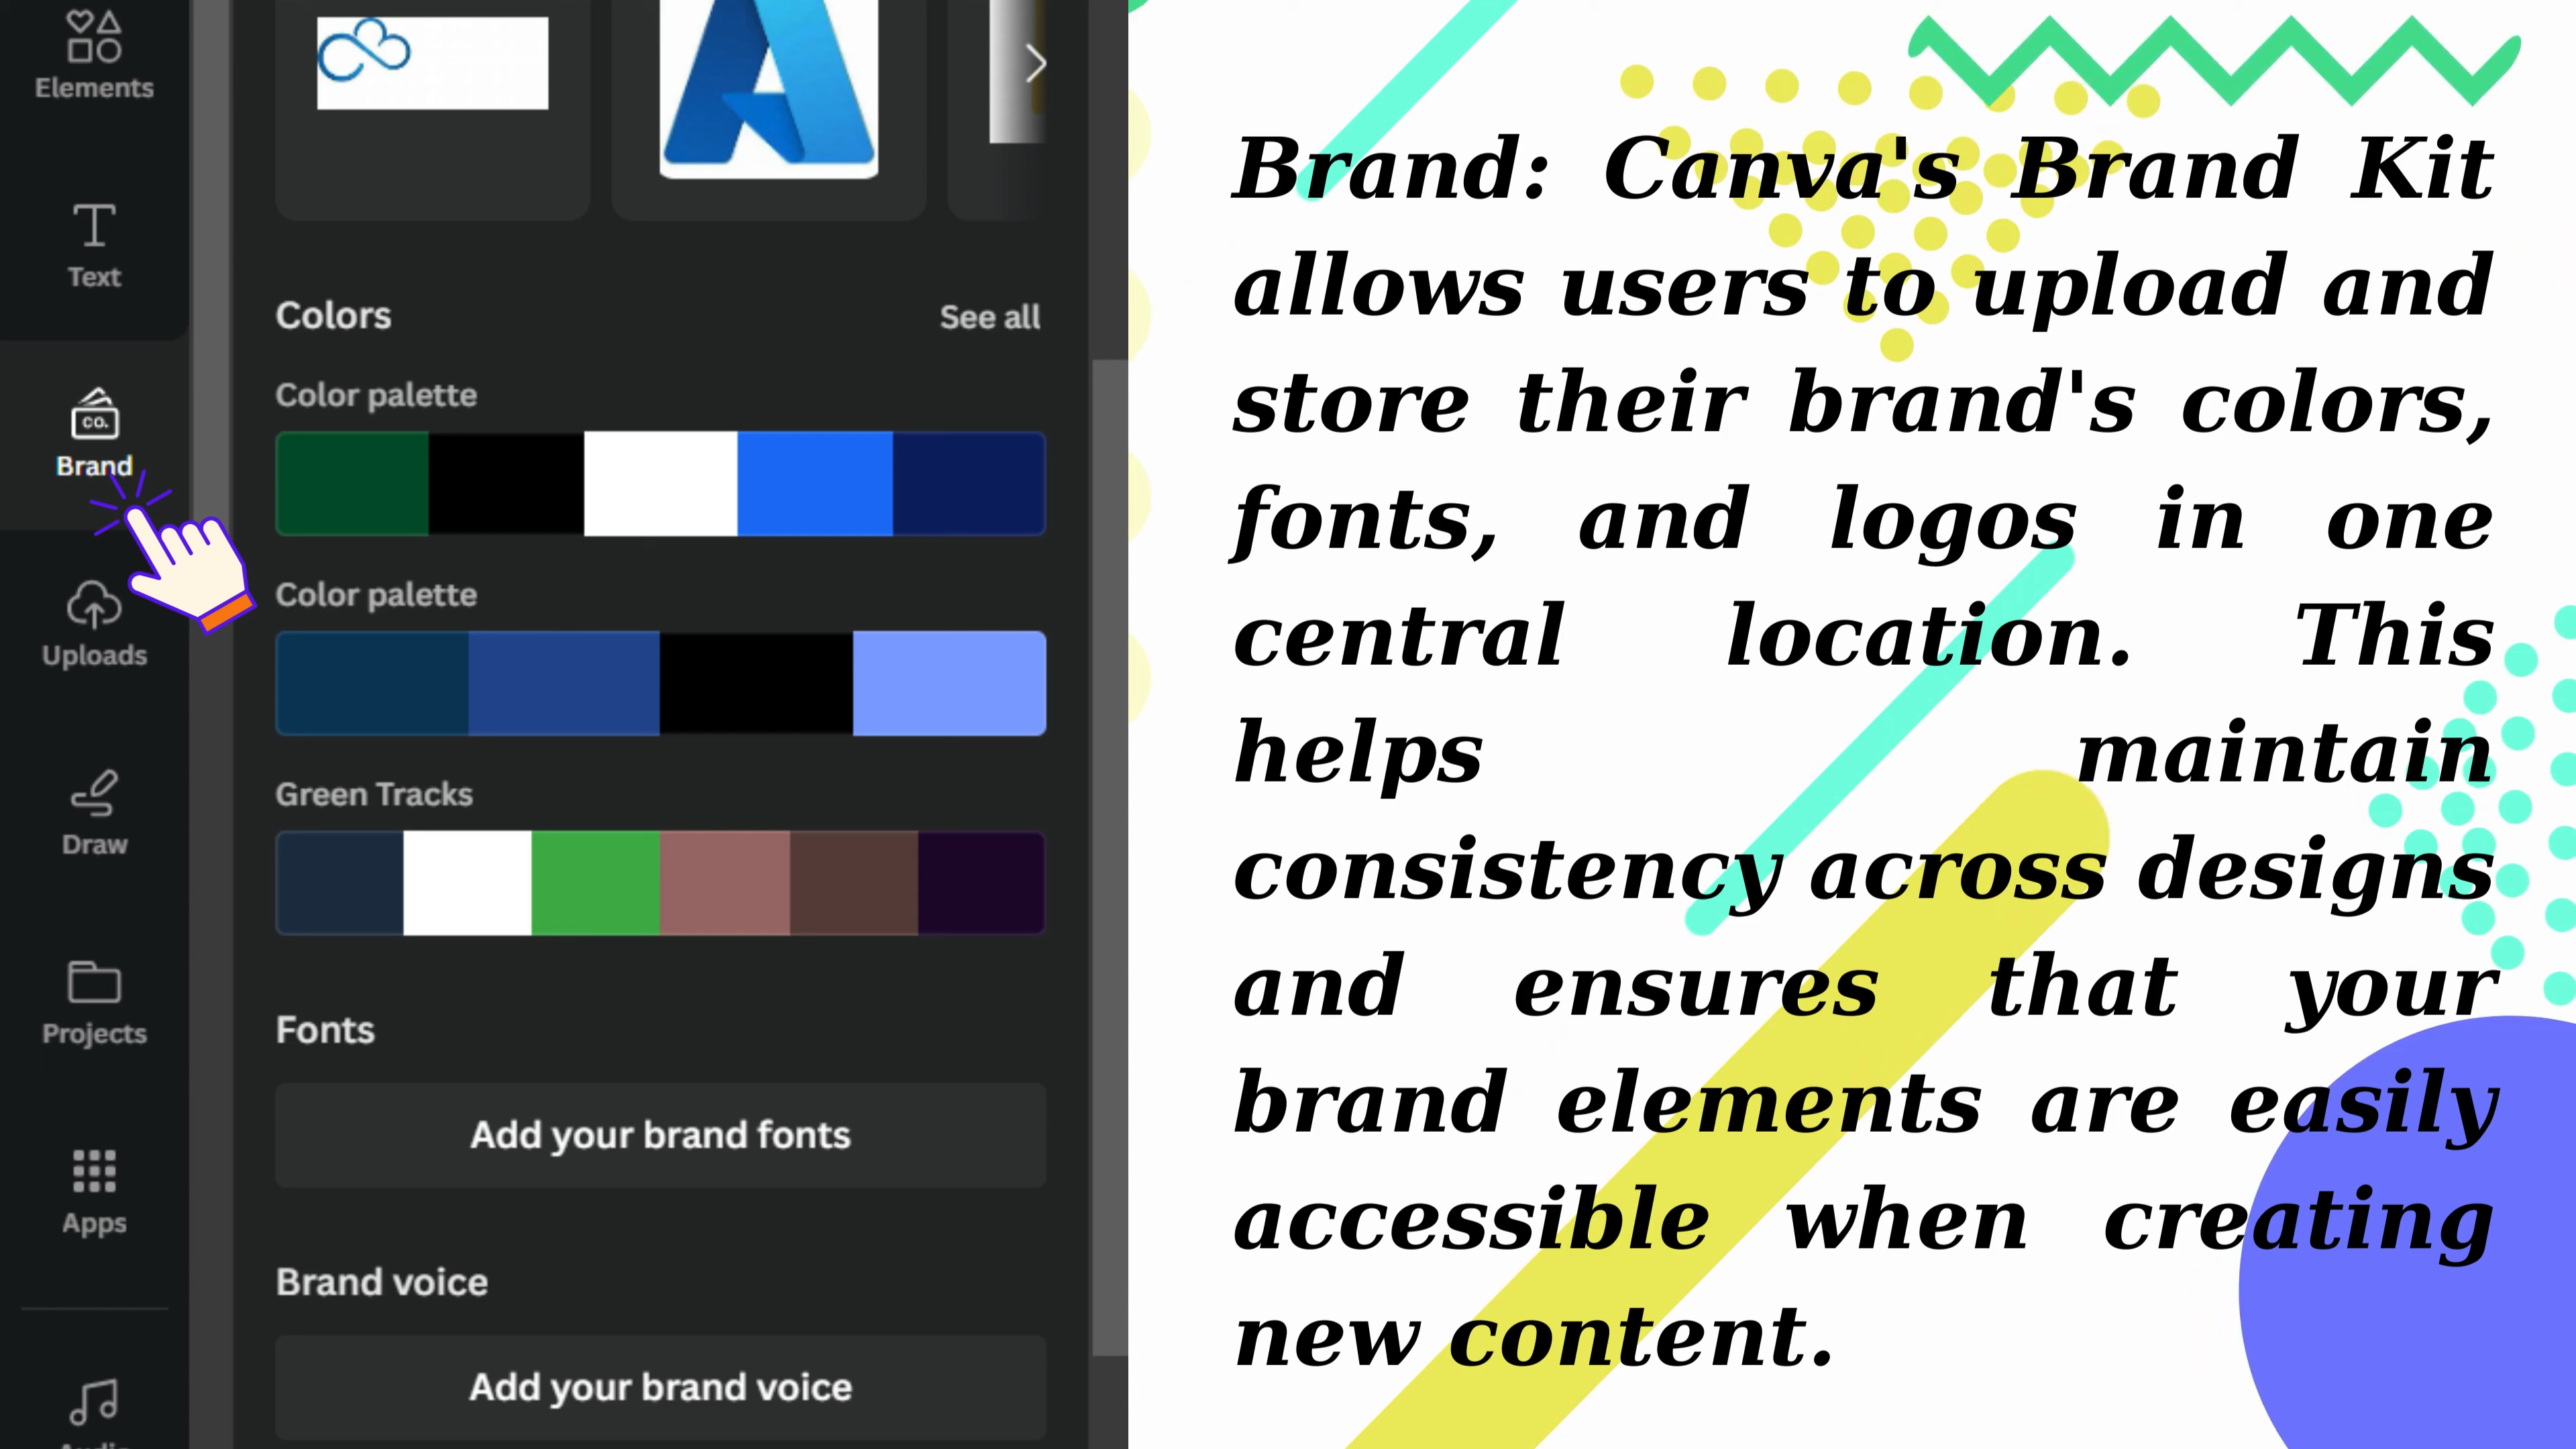 Elements
Text
CO.
Brand
Uploads
Draw
Projects
Apps
Colors
See all
Color palette
Color palette
Green Tracks
Fonts
Add your brand fonts
Brand voice
Add your brand voice
Brand: Canva's Brand Kit
allows users to upload and
store their brand's colors,
fonts, and logos in one
central location. This
helps maintain
consistency across designs
and ensures that your
brand elements are easily
accessible when creating
new content.